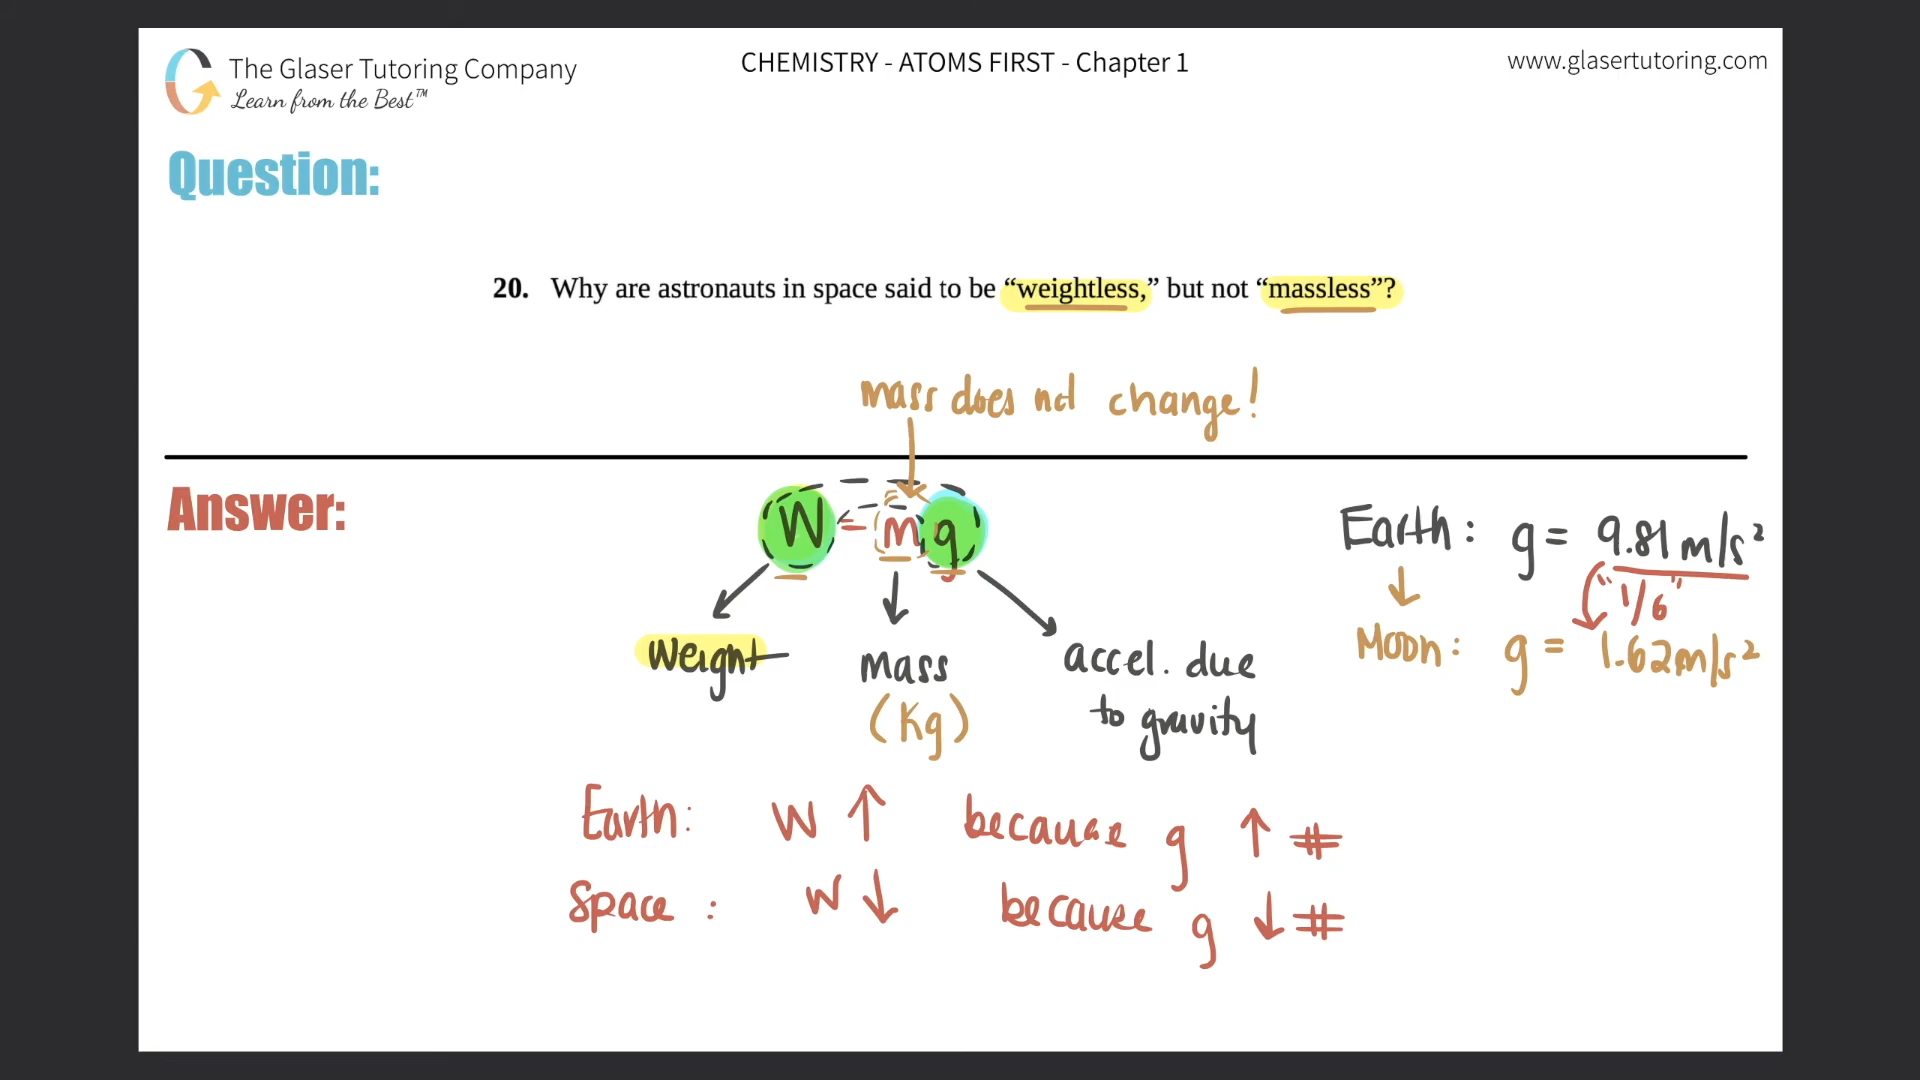 The Glaser Tutoring Company
Learn from the Best™
CHEMISTRY - ATOMS FIRST - Chapter 1
www.glasertutoring.com
Question:
20. Why are astronauts in space said to be “weightless,” but not “massless”?
mass does not change!
Answer:
W = mg
Earth: g = 9.81 m/s²
"1/6"
Moon: g = 1.62 m/s²
weight
mass
(Kg)
accel. due
to gravity
Earth: W ↑ because g ↑ #
Space: W ↓ because g ↓ #